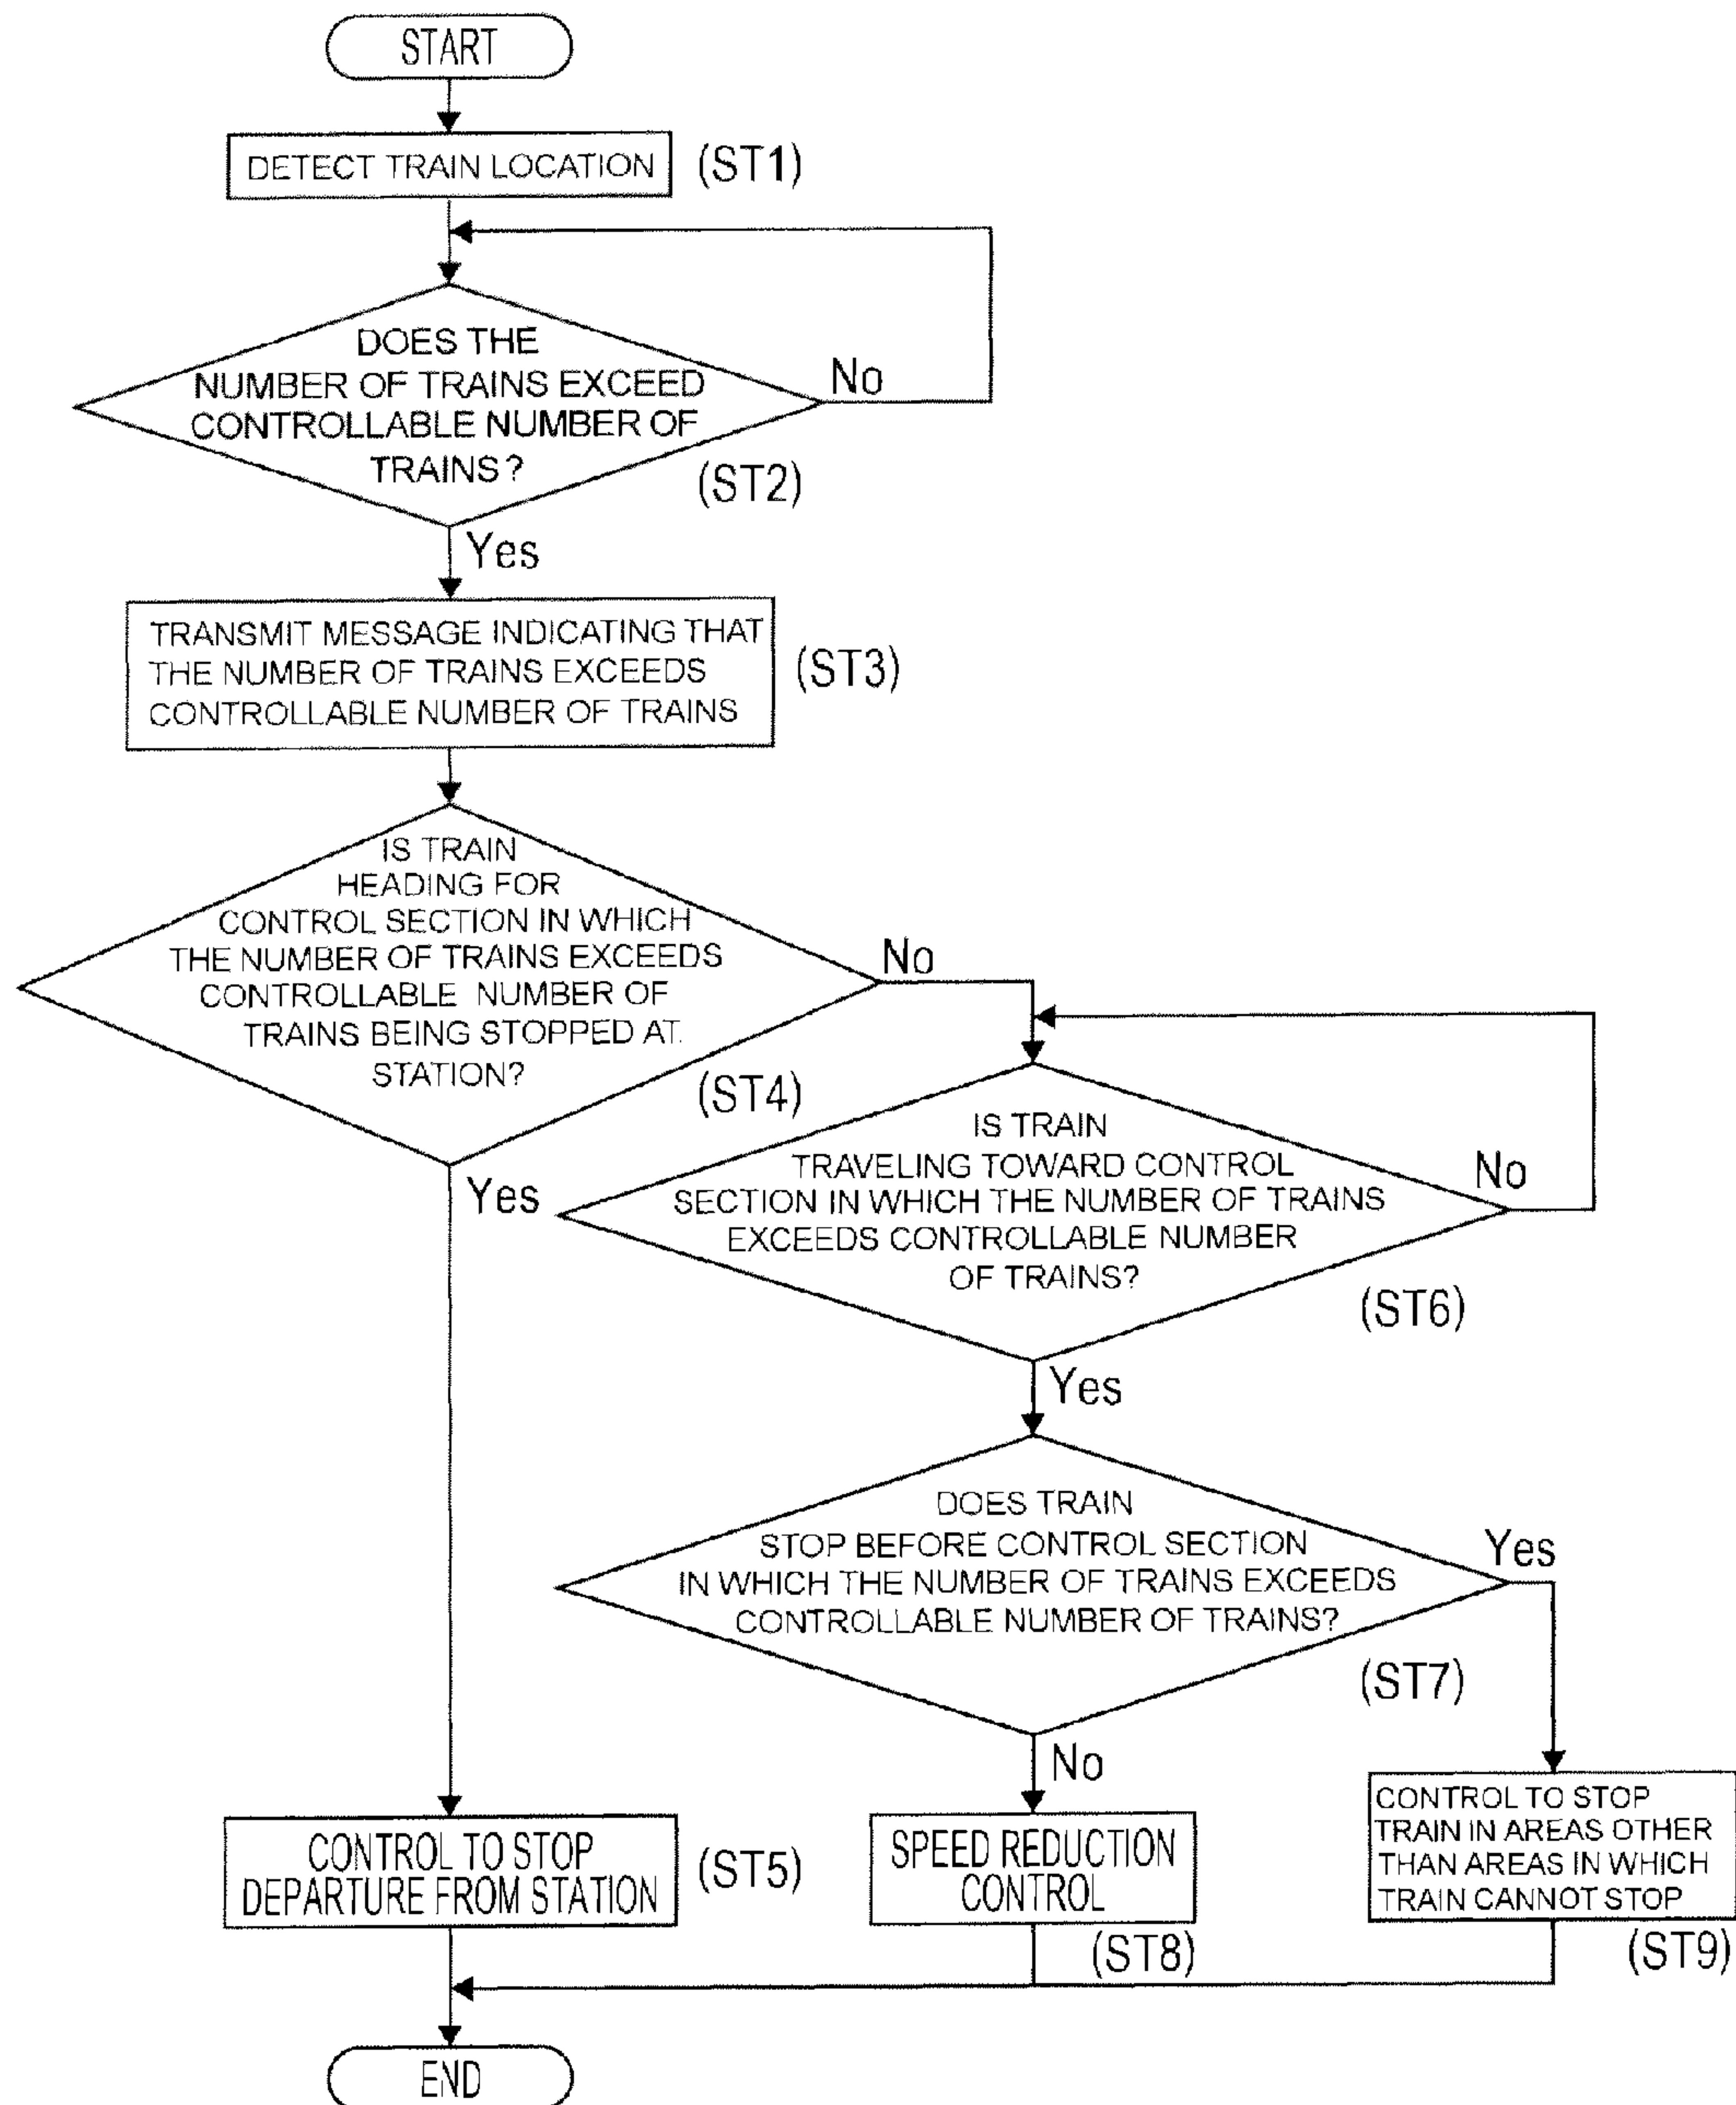 START
DETECT TRAIN LOCATION
(ST1)
DOES THE
NUMBER OF TRAINS EXCEED
CONTROLLABLE NUMBER OF
TRAINS?
No
(ST2)
Yes
TRANSMIT MESSAGE INDICATING THAT
THE NUMBER OF TRAINS EXCEEDS
CONTROLLABLE NUMBER OF TRAINS
(ST3)
IS TRAIN
HEADING FOR
CONTROL SECTION IN WHICH
THE NUMBER OF TRAINS EXCEEDS
CONTROLLABLE NUMBER OF
TRAINS BEING STOPPED AT
STATION?
No
(ST4)
Yes
IS TRAIN
TRAVELING TOWARD CONTROL
SECTION IN WHICH THE NUMBER OF TRAINS
EXCEEDS CONTROLLABLE NUMBER
OF TRAINS?
No
(ST6)
Yes
DOES TRAIN
STOP BEFORE CONTROL SECTION
IN WHICH THE NUMBER OF TRAINS EXCEEDS
CONTROLLABLE NUMBER OF TRAINS?
Yes
(ST7)
No
CONTROL TO STOP
DEPARTURE FROM STATION
(ST5)
SPEED REDUCTION
CONTROL
(ST8)
CONTROL TO STOP
TRAIN IN AREAS OTHER
THAN AREAS IN WHICH
TRAIN CANNOT STOP
(ST9)
END